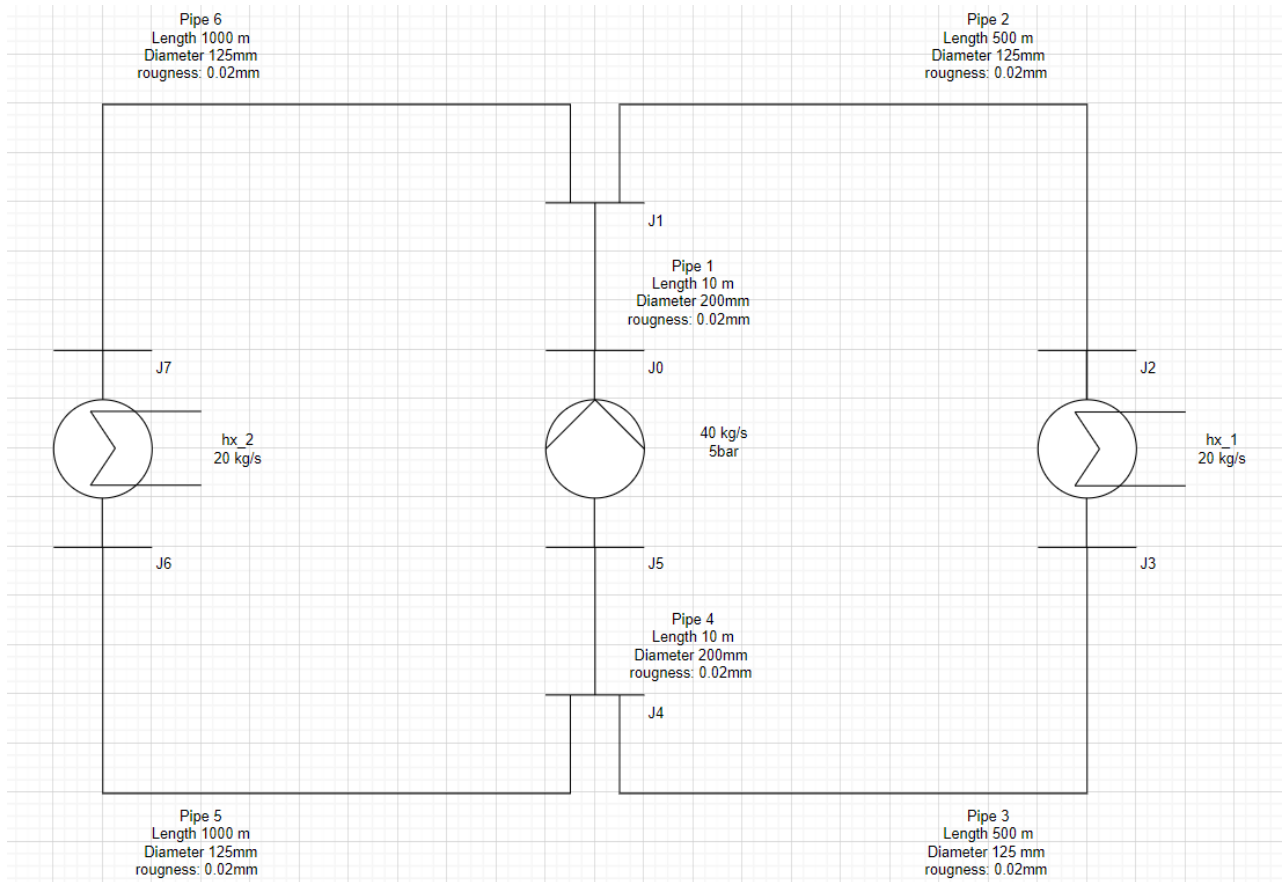 Pipe 6
Length 1000 m
Diameter 125mm
rougness: 0.02mm
Pipe 2
Length 500 m
Diameter 125mm
rougness: 0.02mm
J1
Pipe 1
Length 10 m
Diameter 200mm
rougness: 0.02mm
J7
J0
J2
hx_2
20 kg/s
40 kg/s
5bar
hx_1
20 kg/s
J6
J5
J3
Pipe 4
Length 10 m
Diameter 200mm
rougness: 0.02mm
J4
Pipe 5
Length 1000 m
Diameter 125mm
rougness: 0.02mm
Pipe 3
Length 500 m
Diameter 125 mm
rougness: 0.02mm